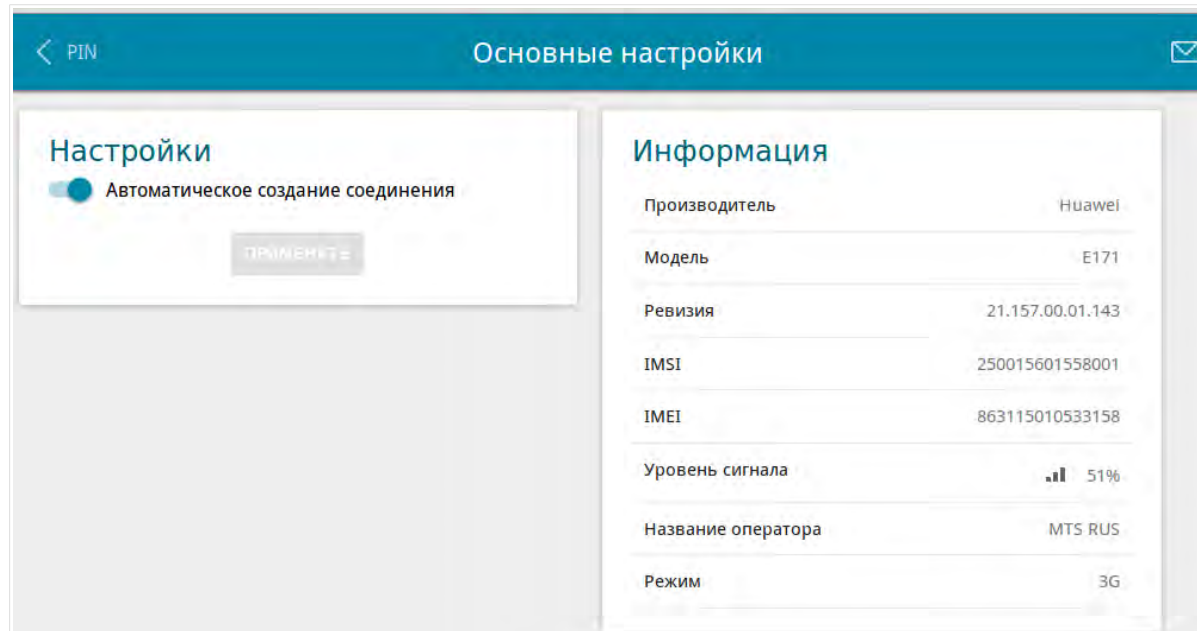 PIN
Основные настройки
Настройки
Автоматическое создание соединения
ПРИМЕНИТЬ
Информация
Производитель Huawei
Модель E171
Ревизия 21.157.00.01.143
IMSI 250015601558001
IMEI 863115010533158
Уровень сигнала 51%
Название оператора MTS RUS
Режим 3G